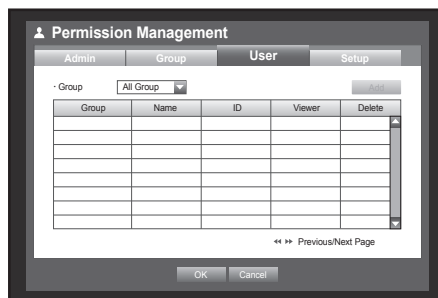 Permission Management
Admin Group User Setup
· Group All Group Add
Group Name ID Viewer Delete
Previous/Next Page
OK Cancel